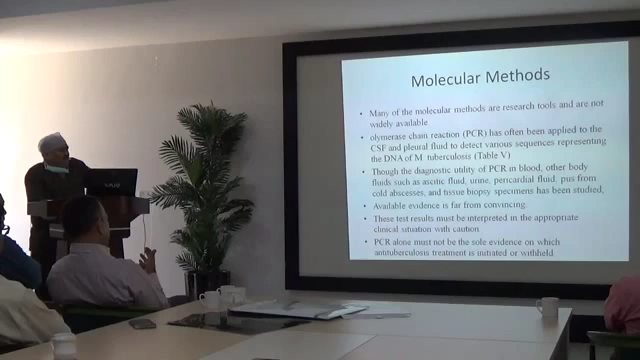 Molecular Methods
• Many of the molecular methods are research tools and are not
widely available.
• olymerase chain reaction (PCR) has often been applied to the
CSF and pleural fluid to detect various sequences representing
the DNA of M. tuberculosis (Table V)
• Though the diagnostic utility of PCR in blood, other body
fluids such as ascitic fluid, urine, pericardial fluid, pus from
cold abscesses, and tissue biopsy specimens has been studied,
• Available evidence is far from convincing.
• These test results must be interpreted in the appropriate
clinical situation with caution
• PCR alone must not be the sole evidence on which
antituberculosis treatment is initiated or withheld
VAIO